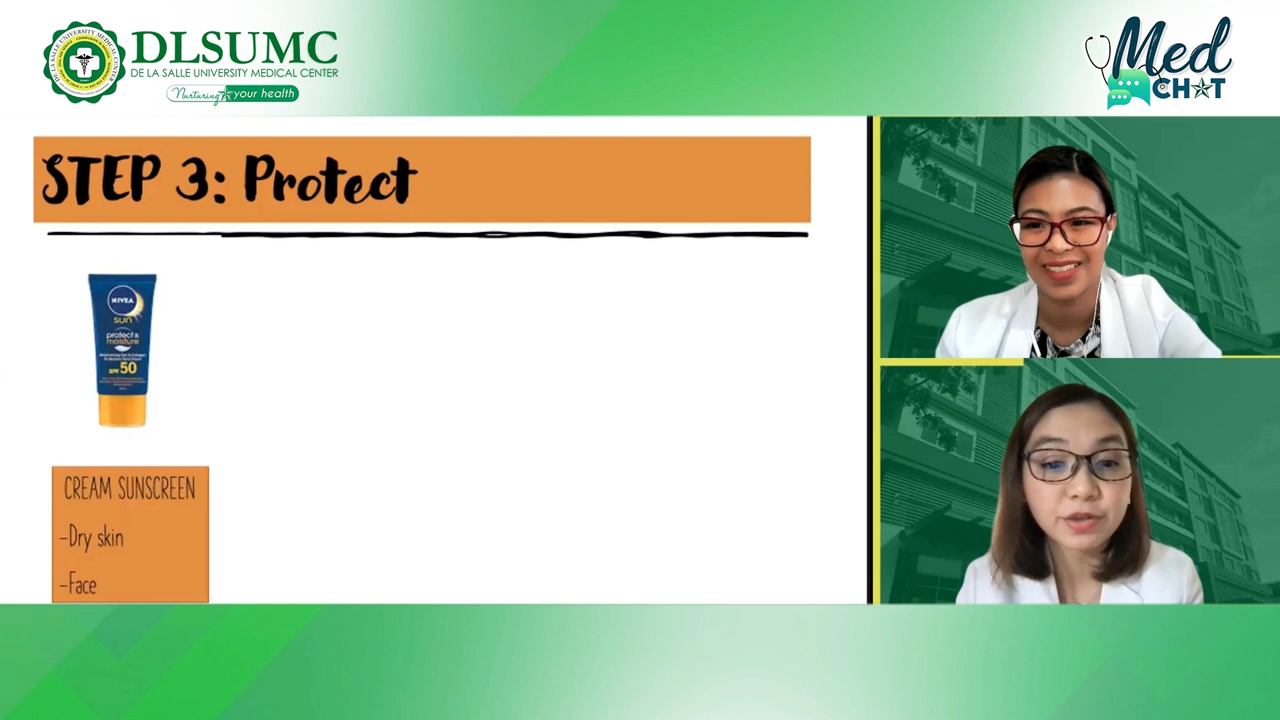 DLSUMC
DE LA SALLE UNIVERSITY MEDICAL CENTER
Nurturing your health
Med
CHAT
STEP 3: Protect
NIVEA
sun
protect &
moisture
SPF 50
CREAM SUNSCREEN
-Dry skin
-Face